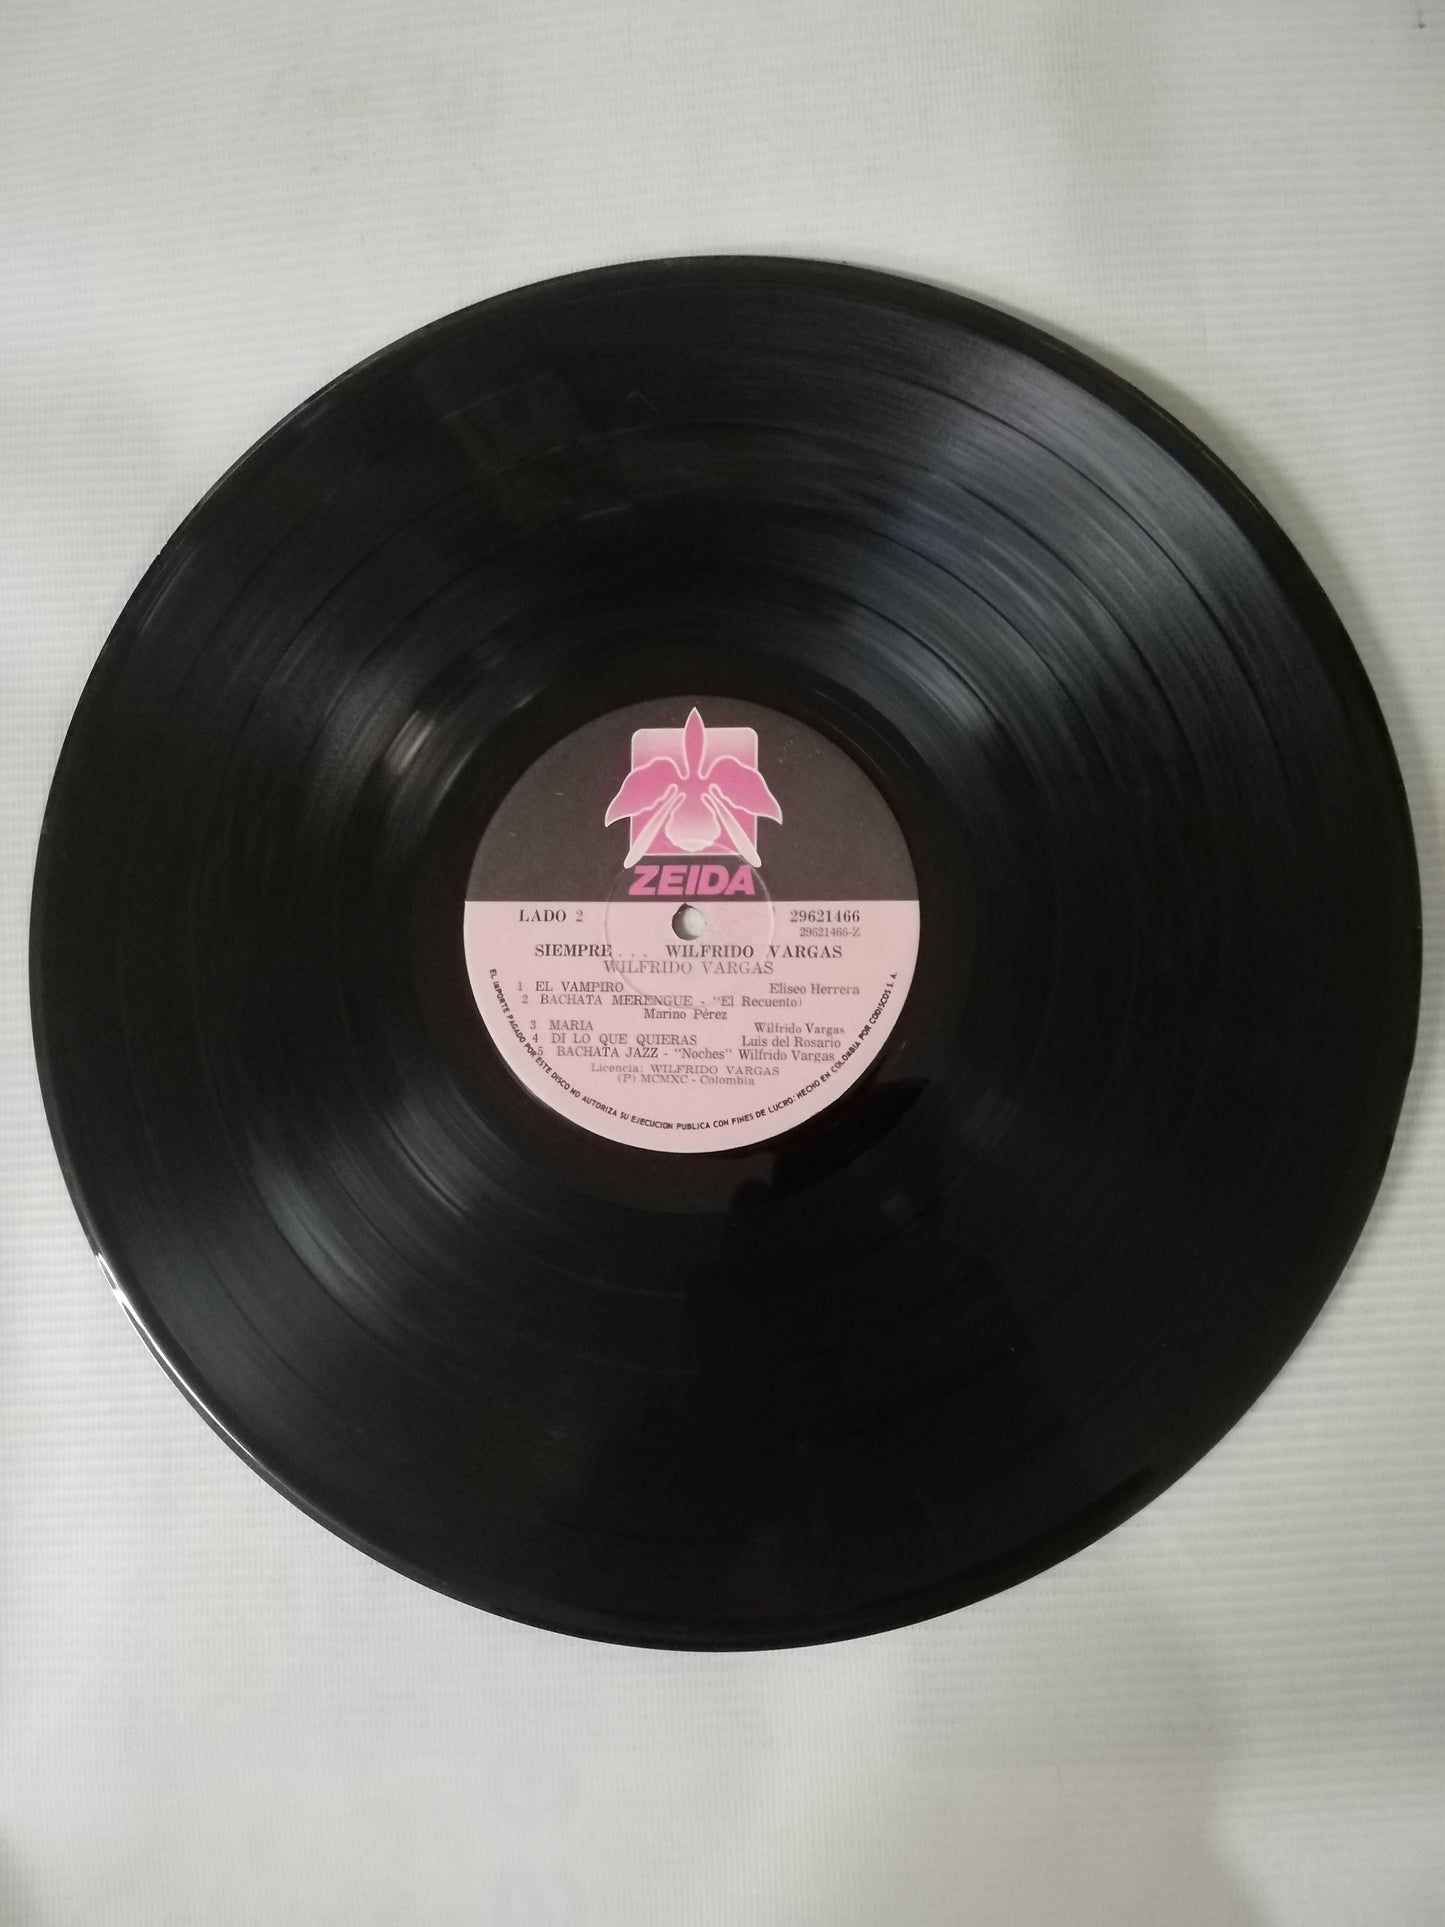 ZEIDA
LADO 2 29621466
29621466-Z
SIEMPRE... WILFRIDO VARGAS
WILFRIDO VARGAS
1 EL VAMPIRO Eliseo Herrera
2 BACHATA MERENGUE - "El Recuento)
Marino Pérez
3 MARIA Wilfrido Vargas
4 DI LO QUE QUIERAS Luis del Rosario
5 BACHATA JAZZ - "Noches" Wilfrido Vargas
Licencia: WILFRIDO VARGAS
(P) MCMXC - Colombia
EL IMPORTE PAGADO POR ESTE DISCO NO AUTORIZA SU EJECUCION PUBLICA CON FINES DE LUCRO: HECHO EN COLOMBIA POR CODISCOS S. A.